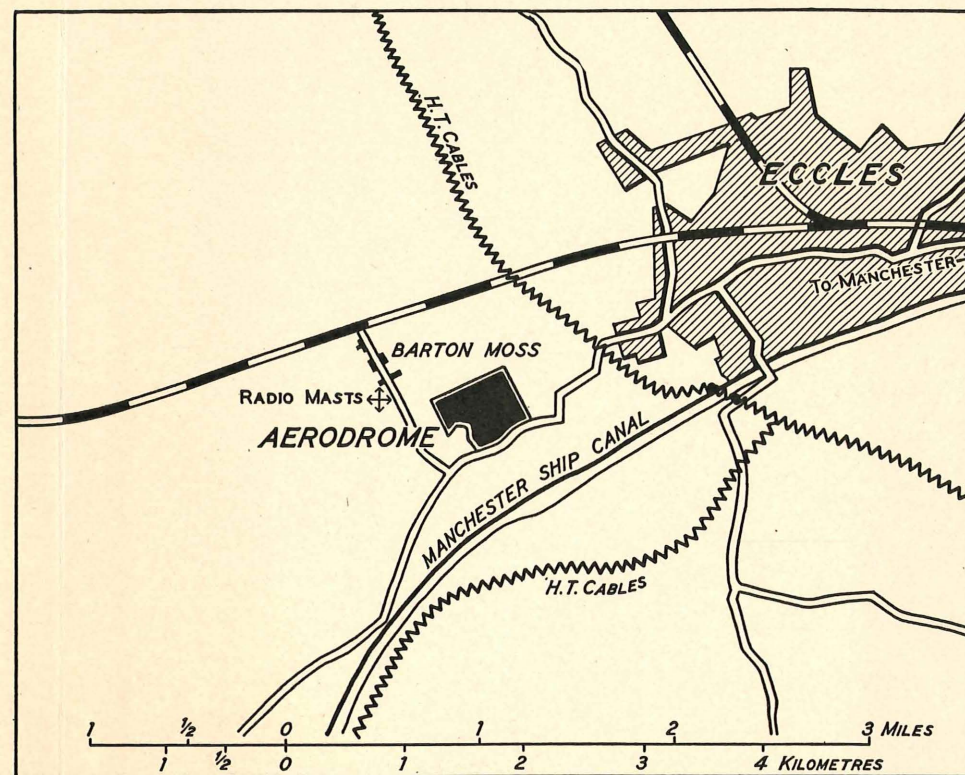 H.T. CABLES
ECCLES
TO MANCHESTER
BARTON MOSS
RADIO MASTS
AERODROME
MANCHESTER SHIP CANAL
H.T. CABLES
1 ½ 0 1 2 3 MILES
1 ½ 0 1 2 3 4 KILOMETRES